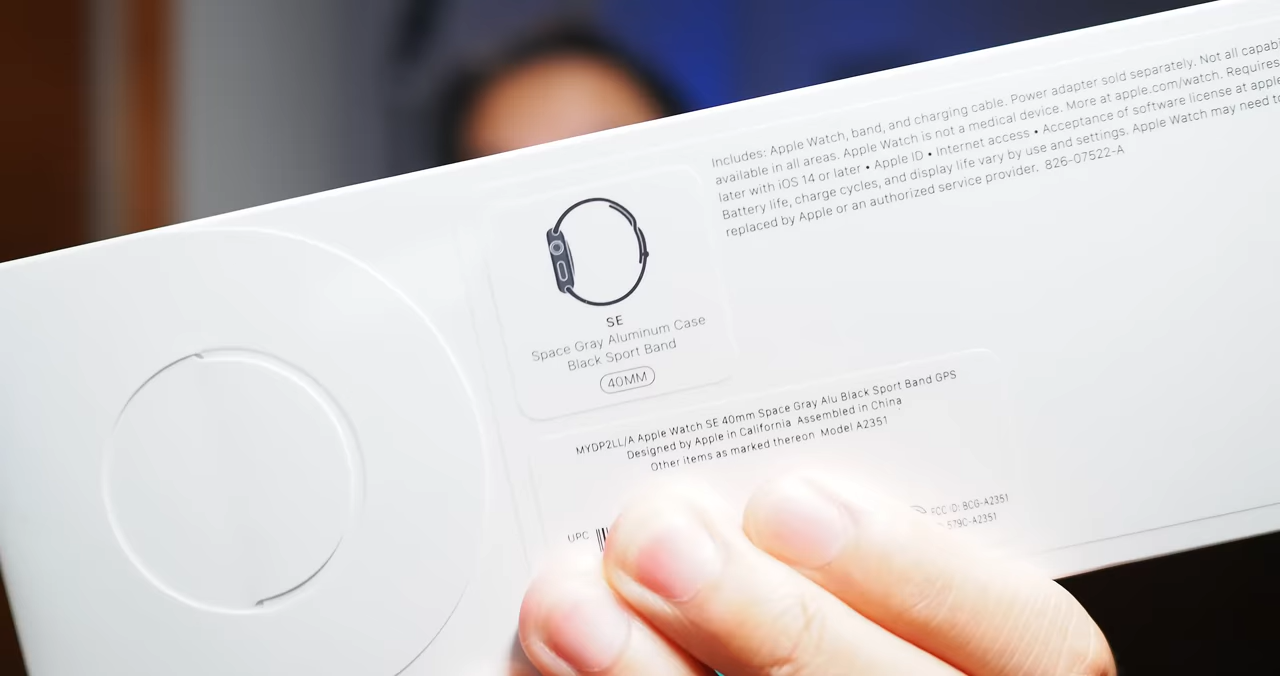 Includes: Apple Watch, band, and charging cable. Power adapter sold separately. Not all
available in all areas. Apple Watch is not a medical device. More at apple.com/watch. Requires
later with iOS 14 or later • Apple ID • Internet access • Acceptance of software license at
Battery life, charge cycles, and display life vary by use and settings. Apple Watch may need
replaced by Apple or an authorized service provider. 826-07522-A
SE
Space Gray Aluminum Case
Black Sport Band
40MM
MYDP2LL/A Apple Watch SE 40mm Space Gray Alu Black Sport Band GPS
Designed by Apple in California Assembled in China
Other items as marked thereon Model A2351
UPC
FCC ID: BCG-A2351
579C-A2351